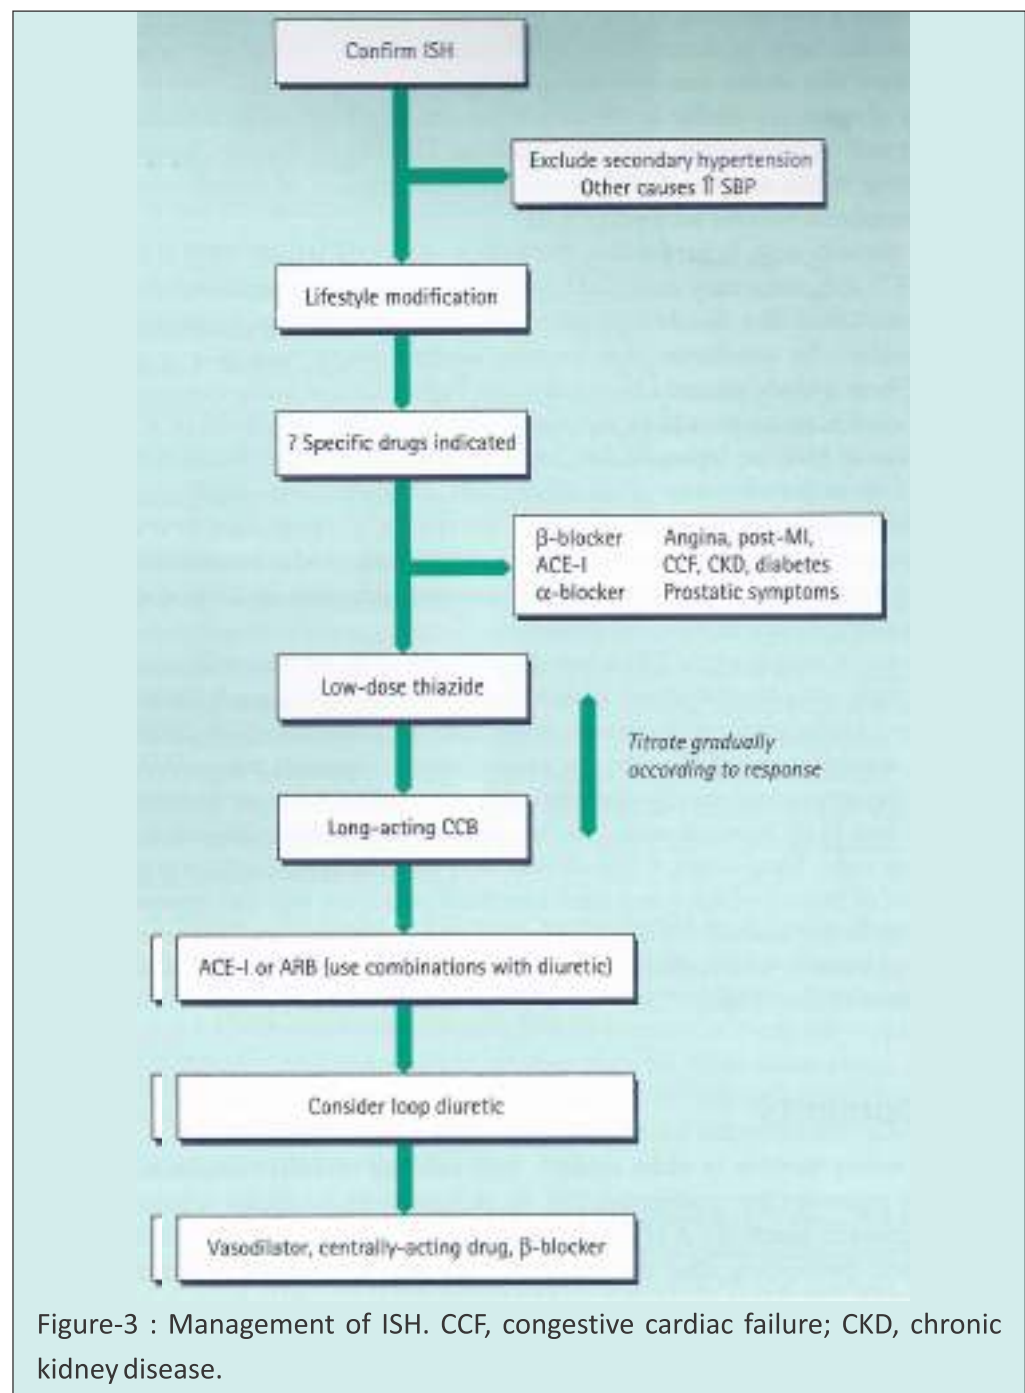 Confirm ISH
Exclude secondary hypertension
Other causes ⇑ SBP
Lifestyle modification
? Specific drugs indicated
β-blocker Angina, post-MI,
ACE-I CCF, CKD, diabetes
α-blocker Prostatic symptoms
Low-dose thiazide
Titrate gradually
according to response
Long-acting CCB
ACE-I or ARB (use combinations with diuretic)
Consider loop diuretic
Vasodilator, centrally-acting drug, β-blocker
Figure-3 : Management of ISH. CCF, congestive cardiac failure; CKD, chronic
kidney disease.